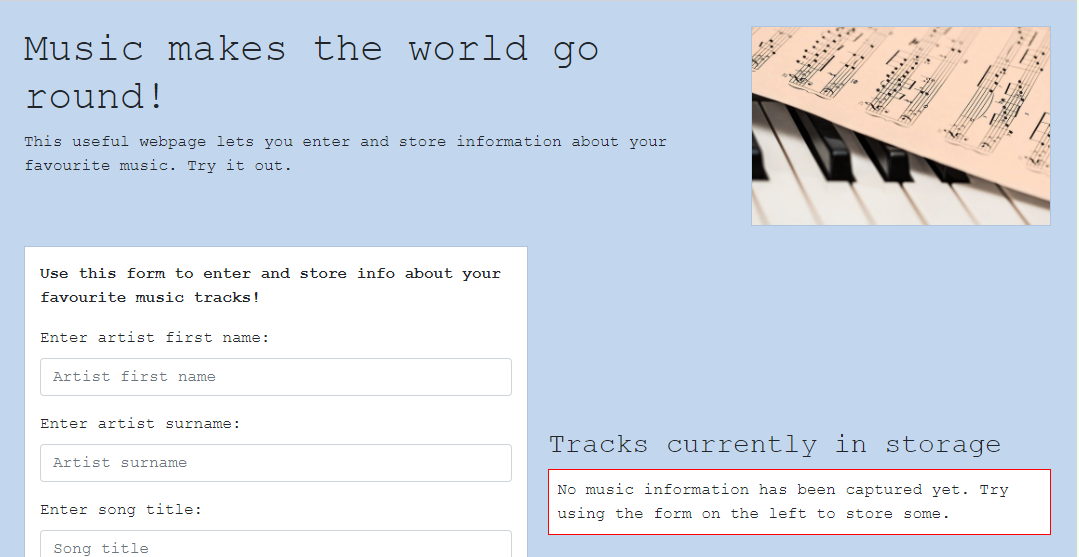 Music makes the world go
round!
This useful webpage lets you enter and store information about your
favourite music. Try it out.
Use this form to enter and store info about your
favourite music tracks!
Enter artist first name:
Artist first name
Enter artist surname:
Artist surname
Enter song title:
Song title
Tracks currently in storage
No music information has been captured yet. Try
using the form on the left to store some.